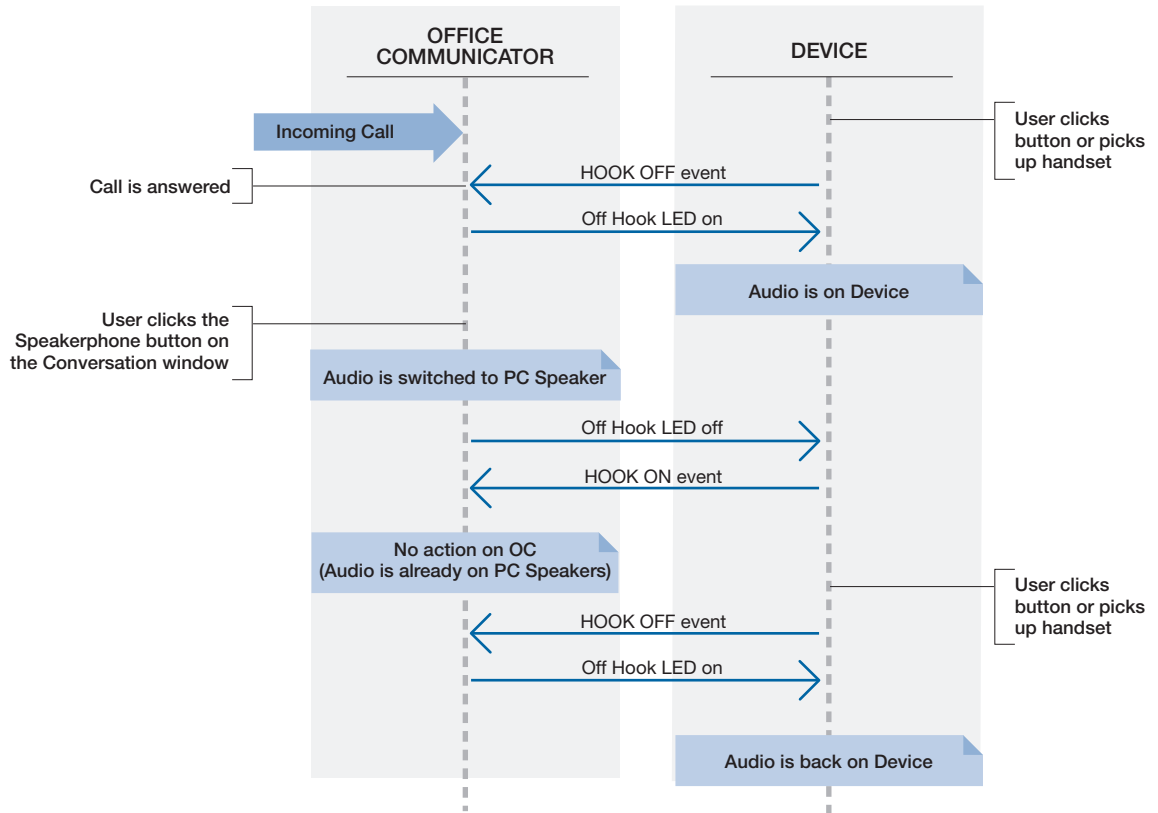 OFFICE
COMMUNICATOR
DEVICE
Incoming Call
User clicks
button or picks
up handset
HOOK OFF event
Call is answered
Off Hook LED on
Audio is on Device
User clicks the
Speakerphone button on
the Conversation window
Audio is switched to PC Speaker
Off Hook LED off
HOOK ON event
No action on OC
(Audio is already on PC Speakers)
User clicks
button or picks
up handset
HOOK OFF event
Off Hook LED on
Audio is back on Device